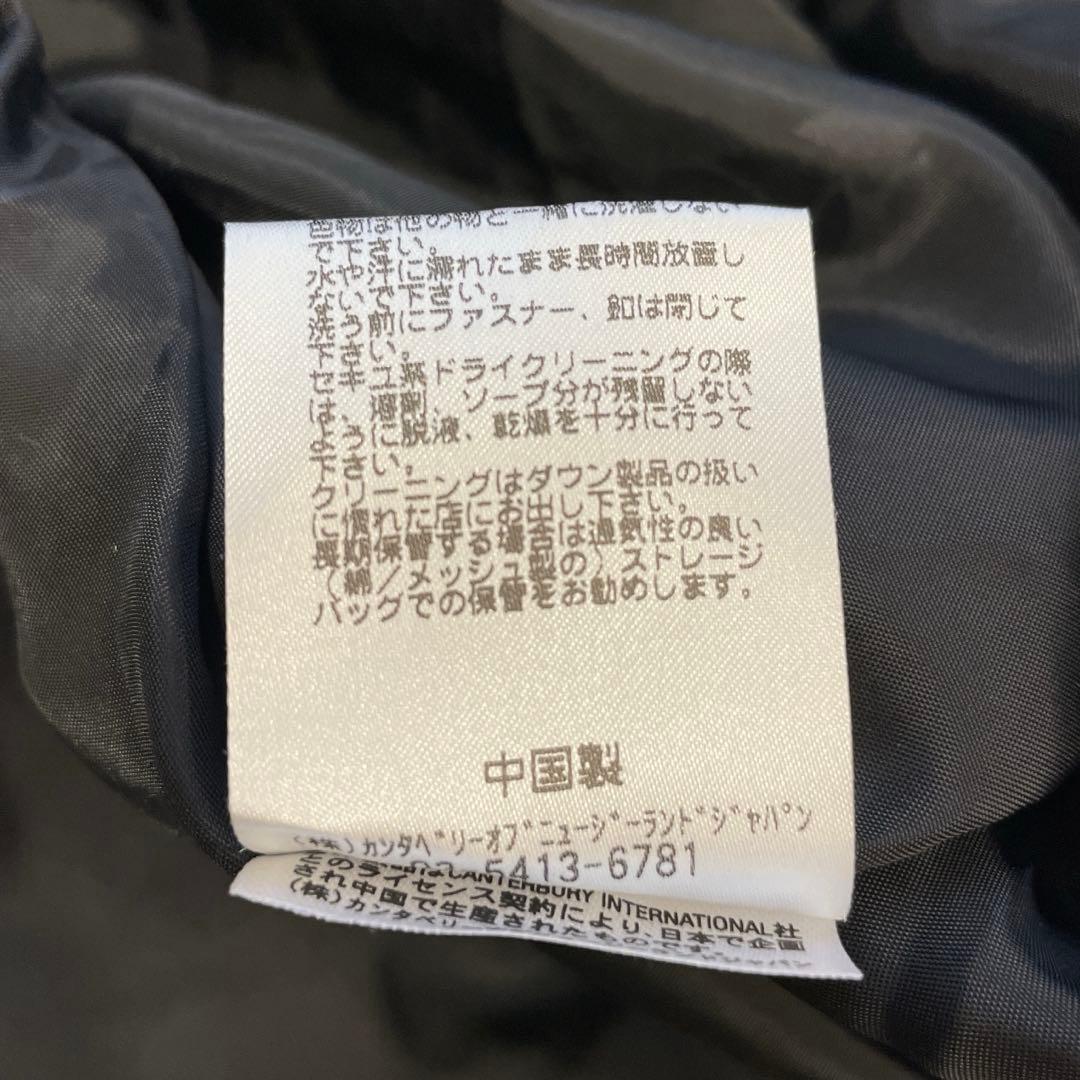 色物は他の物と一緒に洗濯しない
で下さい。
水や汗に濡れたまま長時間放置し
ないで下さい。
洗う前にファスナー、釦は閉じて
下さい。
セキユ系ドライクリーニングの際
は、溶剤、ソープ分が残留しない
ように脱液、乾燥を十分に行って
下さい。
クリーニングはダウン製品の扱い
に慣れた店にお出し下さい。
長期保管する場合は通気性の良い
(綿/メッシュ製の)ストレージ
バッグでの保管をお勧めします。
中国製
(株)カンタベリーオブニュージーランドジャパン
5413-6781
CANTERBURY INTERNATIONAL社
とのライセンス契約により、日本で企画
され中国で生産されたものです。
(株)カンタベリー
ドジャパン